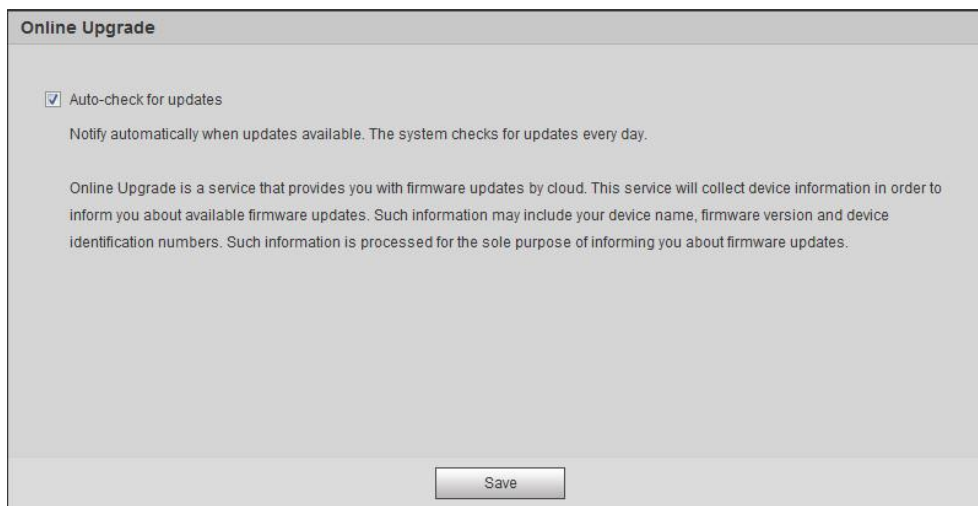 Online Upgrade
Auto-check for updates
Notify automatically when updates available. The system checks for updates every day.
Online Upgrade is a service that provides you with firmware updates by cloud. This service will collect device information in order to
inform you about available firmware updates. Such information may include your device name, firmware version and device
identification numbers. Such information is processed for the sole purpose of informing you about firmware updates.
Save